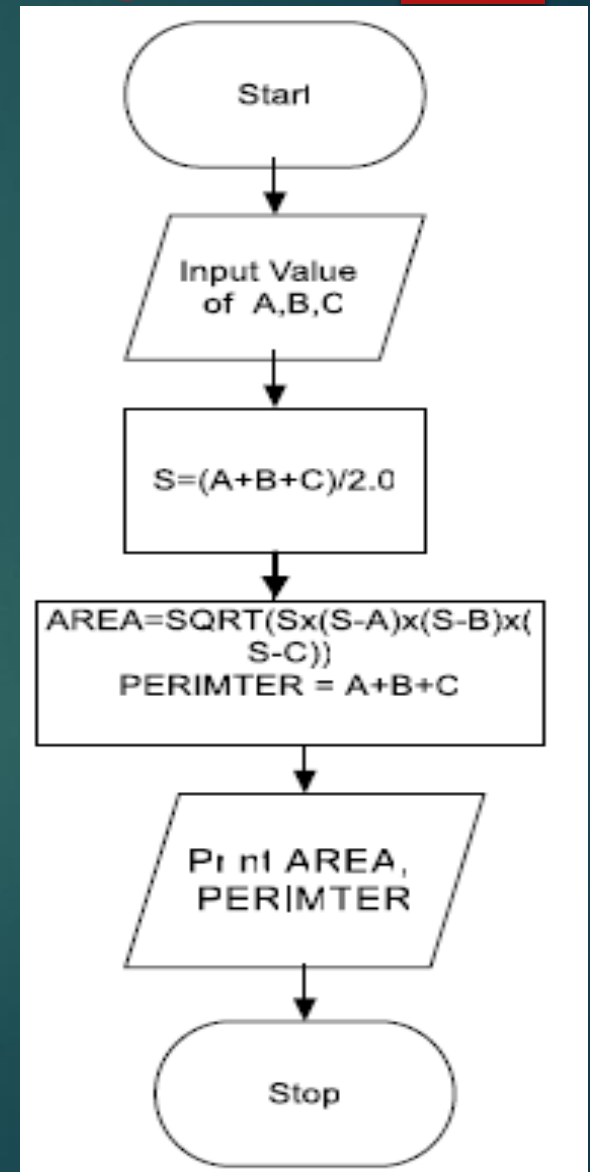 Start
Input Value
of A,B,C
S=(A+B+C)/2.0
AREA=SQRT(Sx(S-A)x(S-B)x(
S-C))
PERIMTER = A+B+C
Print AREA,
PERIMTER
Stop